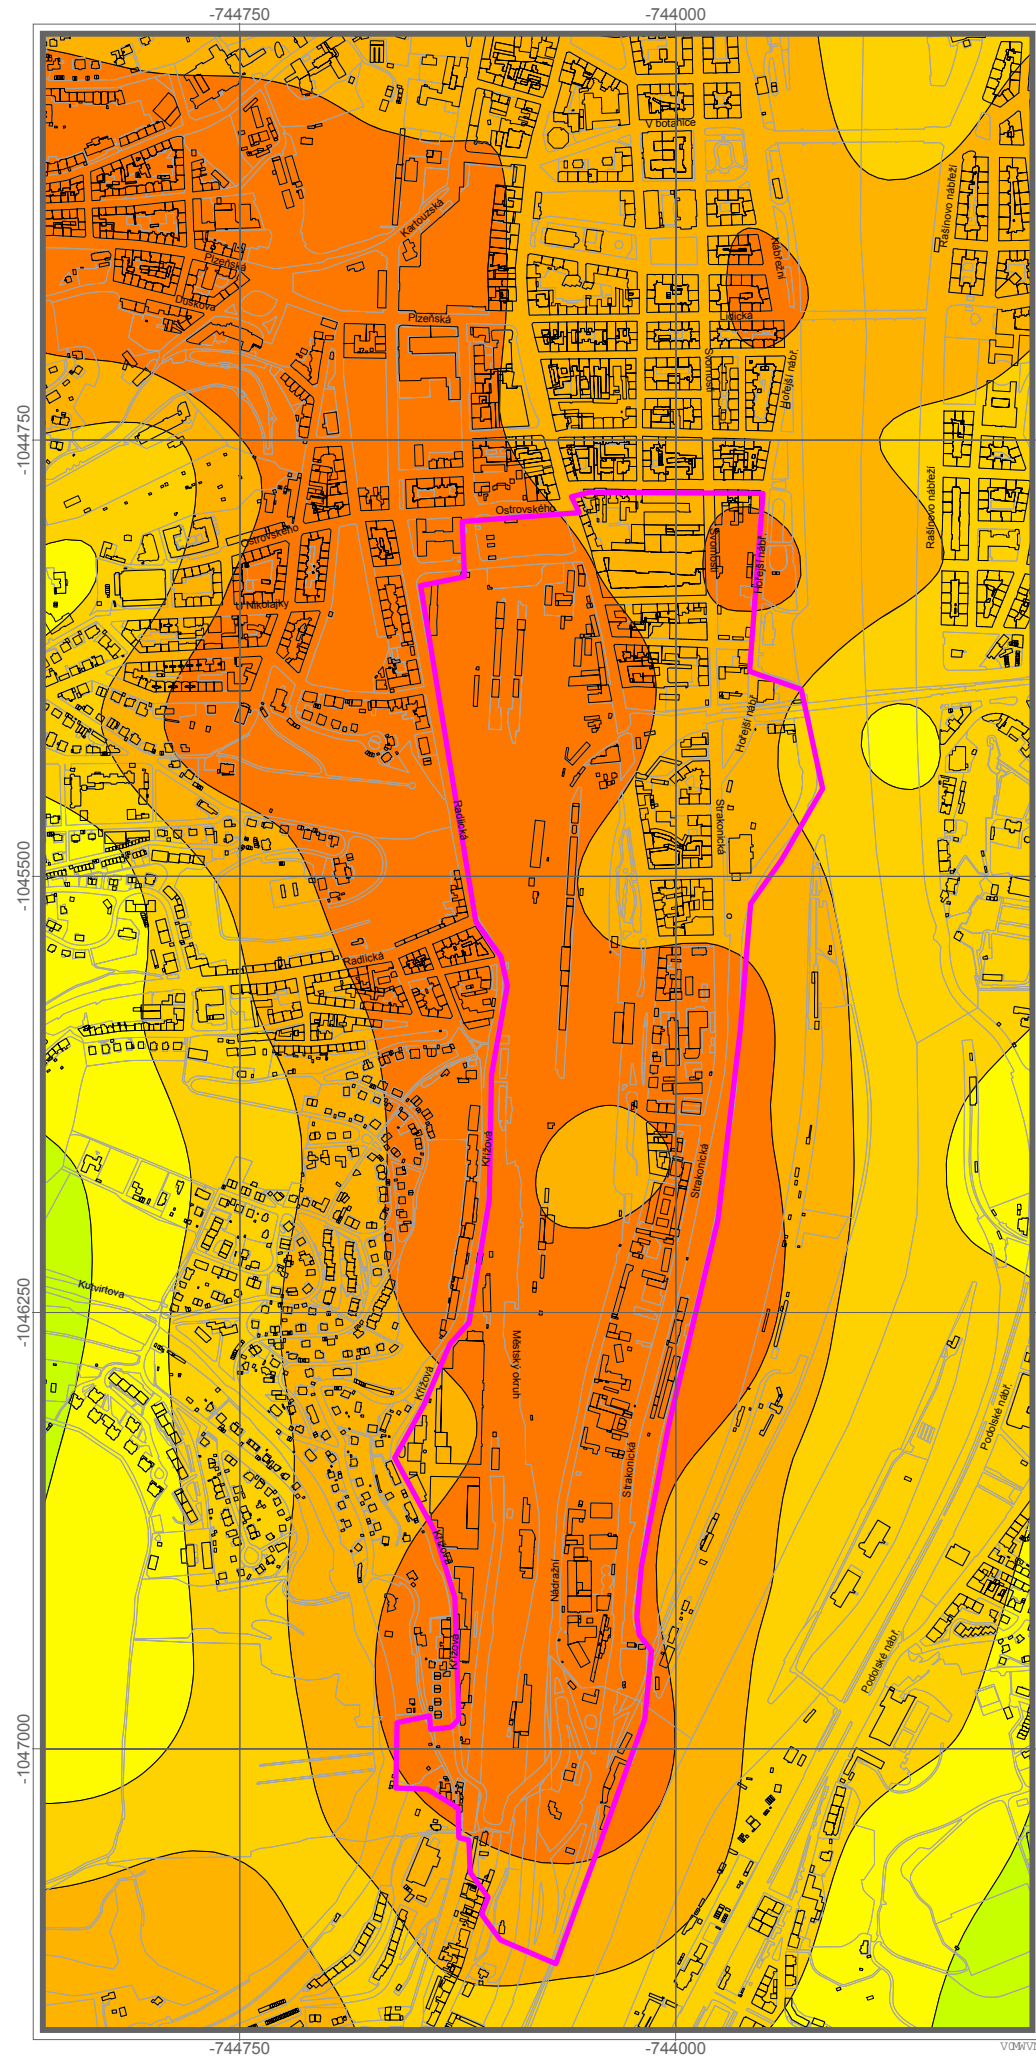 -744750
-744000
V botanice
Rašínovo nábřeží
Kartouzská
Plzeňská
Nábřežní
Duškova
Plzeňská
Lidická
Svornosti
Hořejší nábř.
-1044750
Rašínovo nábřeží
Ostrovského
Ostrovského
Svornosti
Hořejší nábř.
U Nikolajky
Hořejší nábř.
Radlická
Strakonická
-1045500
Radlická
Křížová
Strakonická
Kutvirtova
-1046250
Městský okruh
Křížová
Podolské nábř.
Strakonická
Křížová
Nádražní
Křížová
Podolské nábř.
-1047000
-744750
-744000